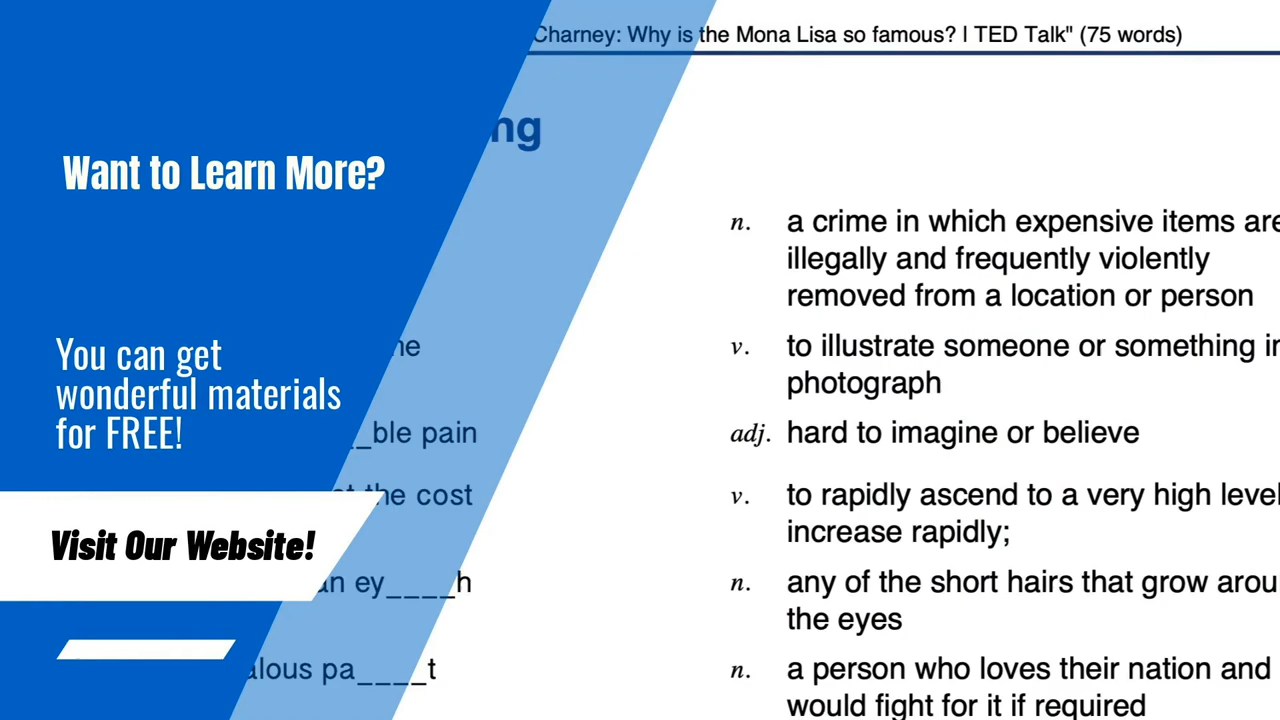 Charney: Why is the Mona Lisa so famous? | TED Talk" (75 words)
ng
Want to Learn More?
You can get
wonderful materials
for FREE!
Visit Our Website!
n. a crime in which expensive items are
illegally and frequently violently
removed from a location or person
me v. to illustrate someone or something in
photograph
__ble pain adj. hard to imagine or believe
the cost v. to rapidly ascend to a very high level
increase rapidly;
an ey____h n. any of the short hairs that grow arou
the eyes
alous pa____t n. a person who loves their nation and
would fight for it if required